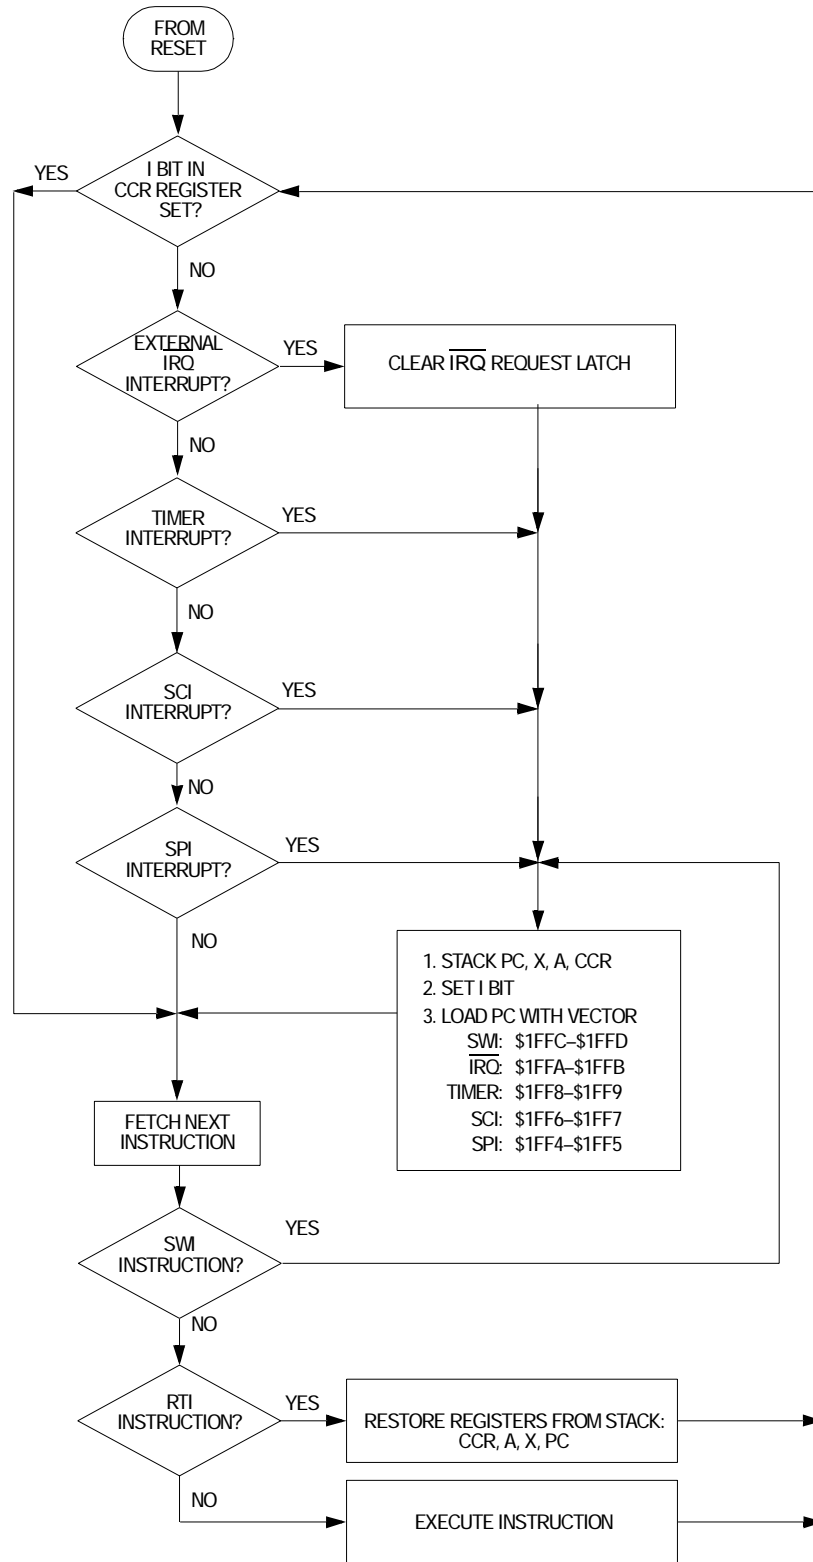 FROM
RESET
I BIT IN
CCR REGISTER
SET?
YES
NO
EXTERNAL
IRQ
INTERRUPT?
YES
CLEAR IRQ REQUEST LATCH
NO
TIMER
INTERRUPT?
YES
NO
SCI
INTERRUPT?
YES
NO
SPI
INTERRUPT?
YES
NO
1. STACK PC, X, A, CCR
2. SET I BIT
3. LOAD PC WITH VECTOR
SWI: $1FFC–$1FFD
IRQ: $1FFA–$1FFB
TIMER: $1FF8–$1FF9
SCI: $1FF6–$1FF7
SPI: $1FF4–$1FF5
FETCH NEXT
INSTRUCTION
SWI
INSTRUCTION?
YES
NO
RTI
INSTRUCTION?
YES
RESTORE REGISTERS FROM STACK:
CCR, A, X, PC
NO
EXECUTE INSTRUCTION